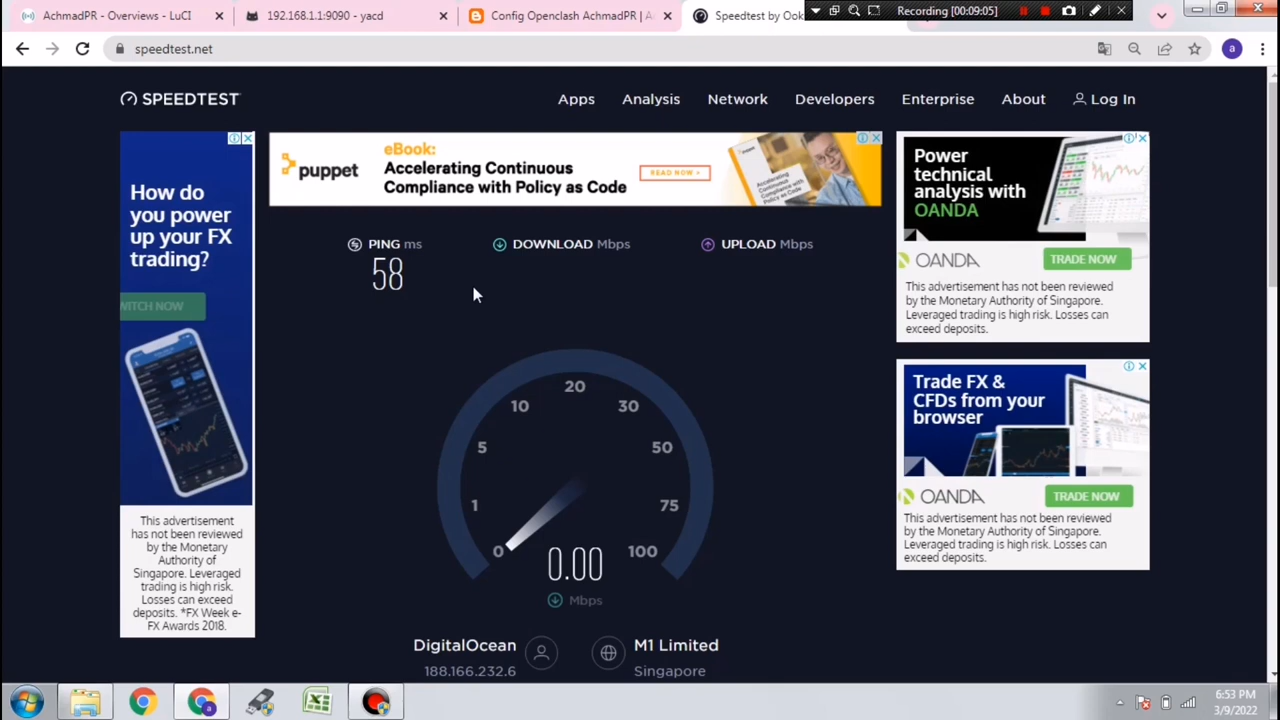 AchmadPR - Overviews - LuCI
192.168.1.1:9090 - yacd
Config Openclash AchmadPR | A
Speedtest by Ook
Recording [00:09:05]
speedtest.net
a
SPEEDTEST
Apps
Analysis
Network
Developers
Enterprise
About
Log In
How do
you power
up your FX
trading?
WITCH NOW
This advertisement
has not been reviewed
by the Monetary
Authority of
Singapore. Leveraged
trading is high risk.
Losses can exceed
deposits. *FX Week e-
FX Awards 2018.
puppet
eBook:
Accelerating Continuous
Compliance with Policy as Code
READ NOW >
PING ms
58
DOWNLOAD Mbps
UPLOAD Mbps
0
1
5
10
20
30
50
75
100
0.00
Mbps
DigitalOcean
188.166.232.6
M1 Limited
Singapore
Power
technical
analysis with
OANDA
OANDA
TRADE NOW
This advertisement has not been reviewed
by the Monetary Authority of Singapore.
Leveraged trading is high risk. Losses can
exceed deposits.
Trade FX &
CFDs from your
browser
OANDA
TRADE NOW
This advertisement has not been reviewed
by the Monetary Authority of Singapore.
Leveraged trading is high risk. Losses can
exceed deposits.
6:53 PM
3/9/2022